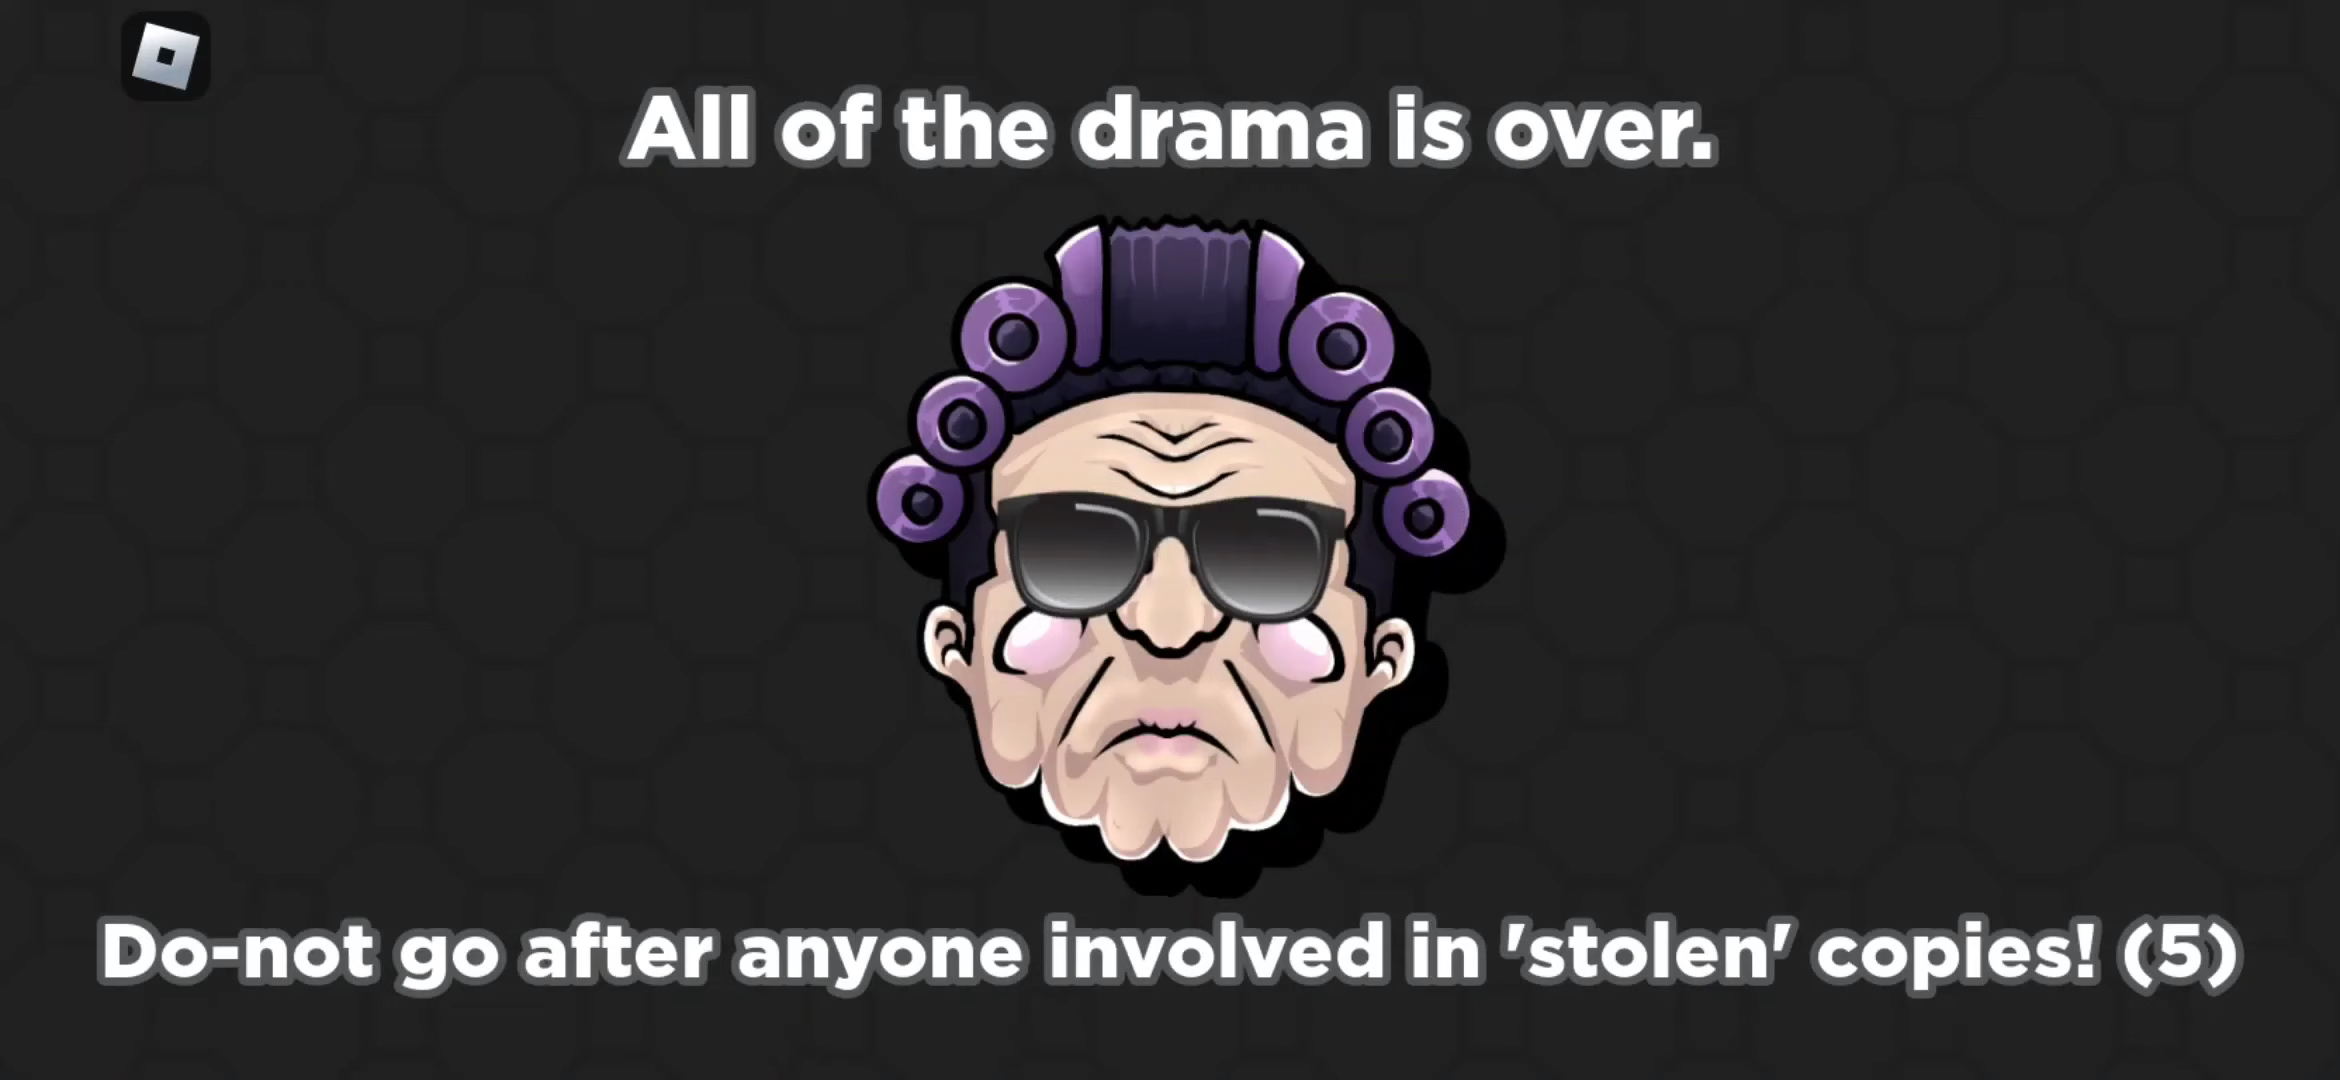 All of the drama is over.
Do-not go after anyone involved in 'stolen' copies! (5)